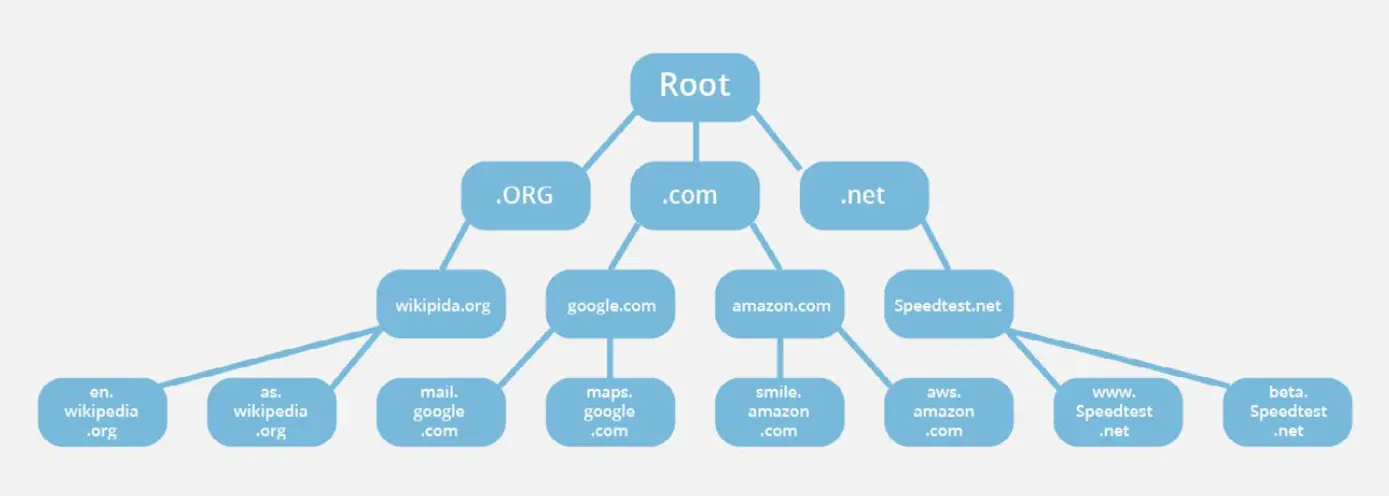 Root
.ORG
.com
.net
wikipida.org
google.com
amazon.com
Speedtest.net
en.
wikipedia
.org
as.
wikipedia
.org
mail.
google
.com
maps.
google
.com
smile.
amazon
.com
aws.
amazon
.com
www.
Speedtest
.net
beta.
Speedtest
.net